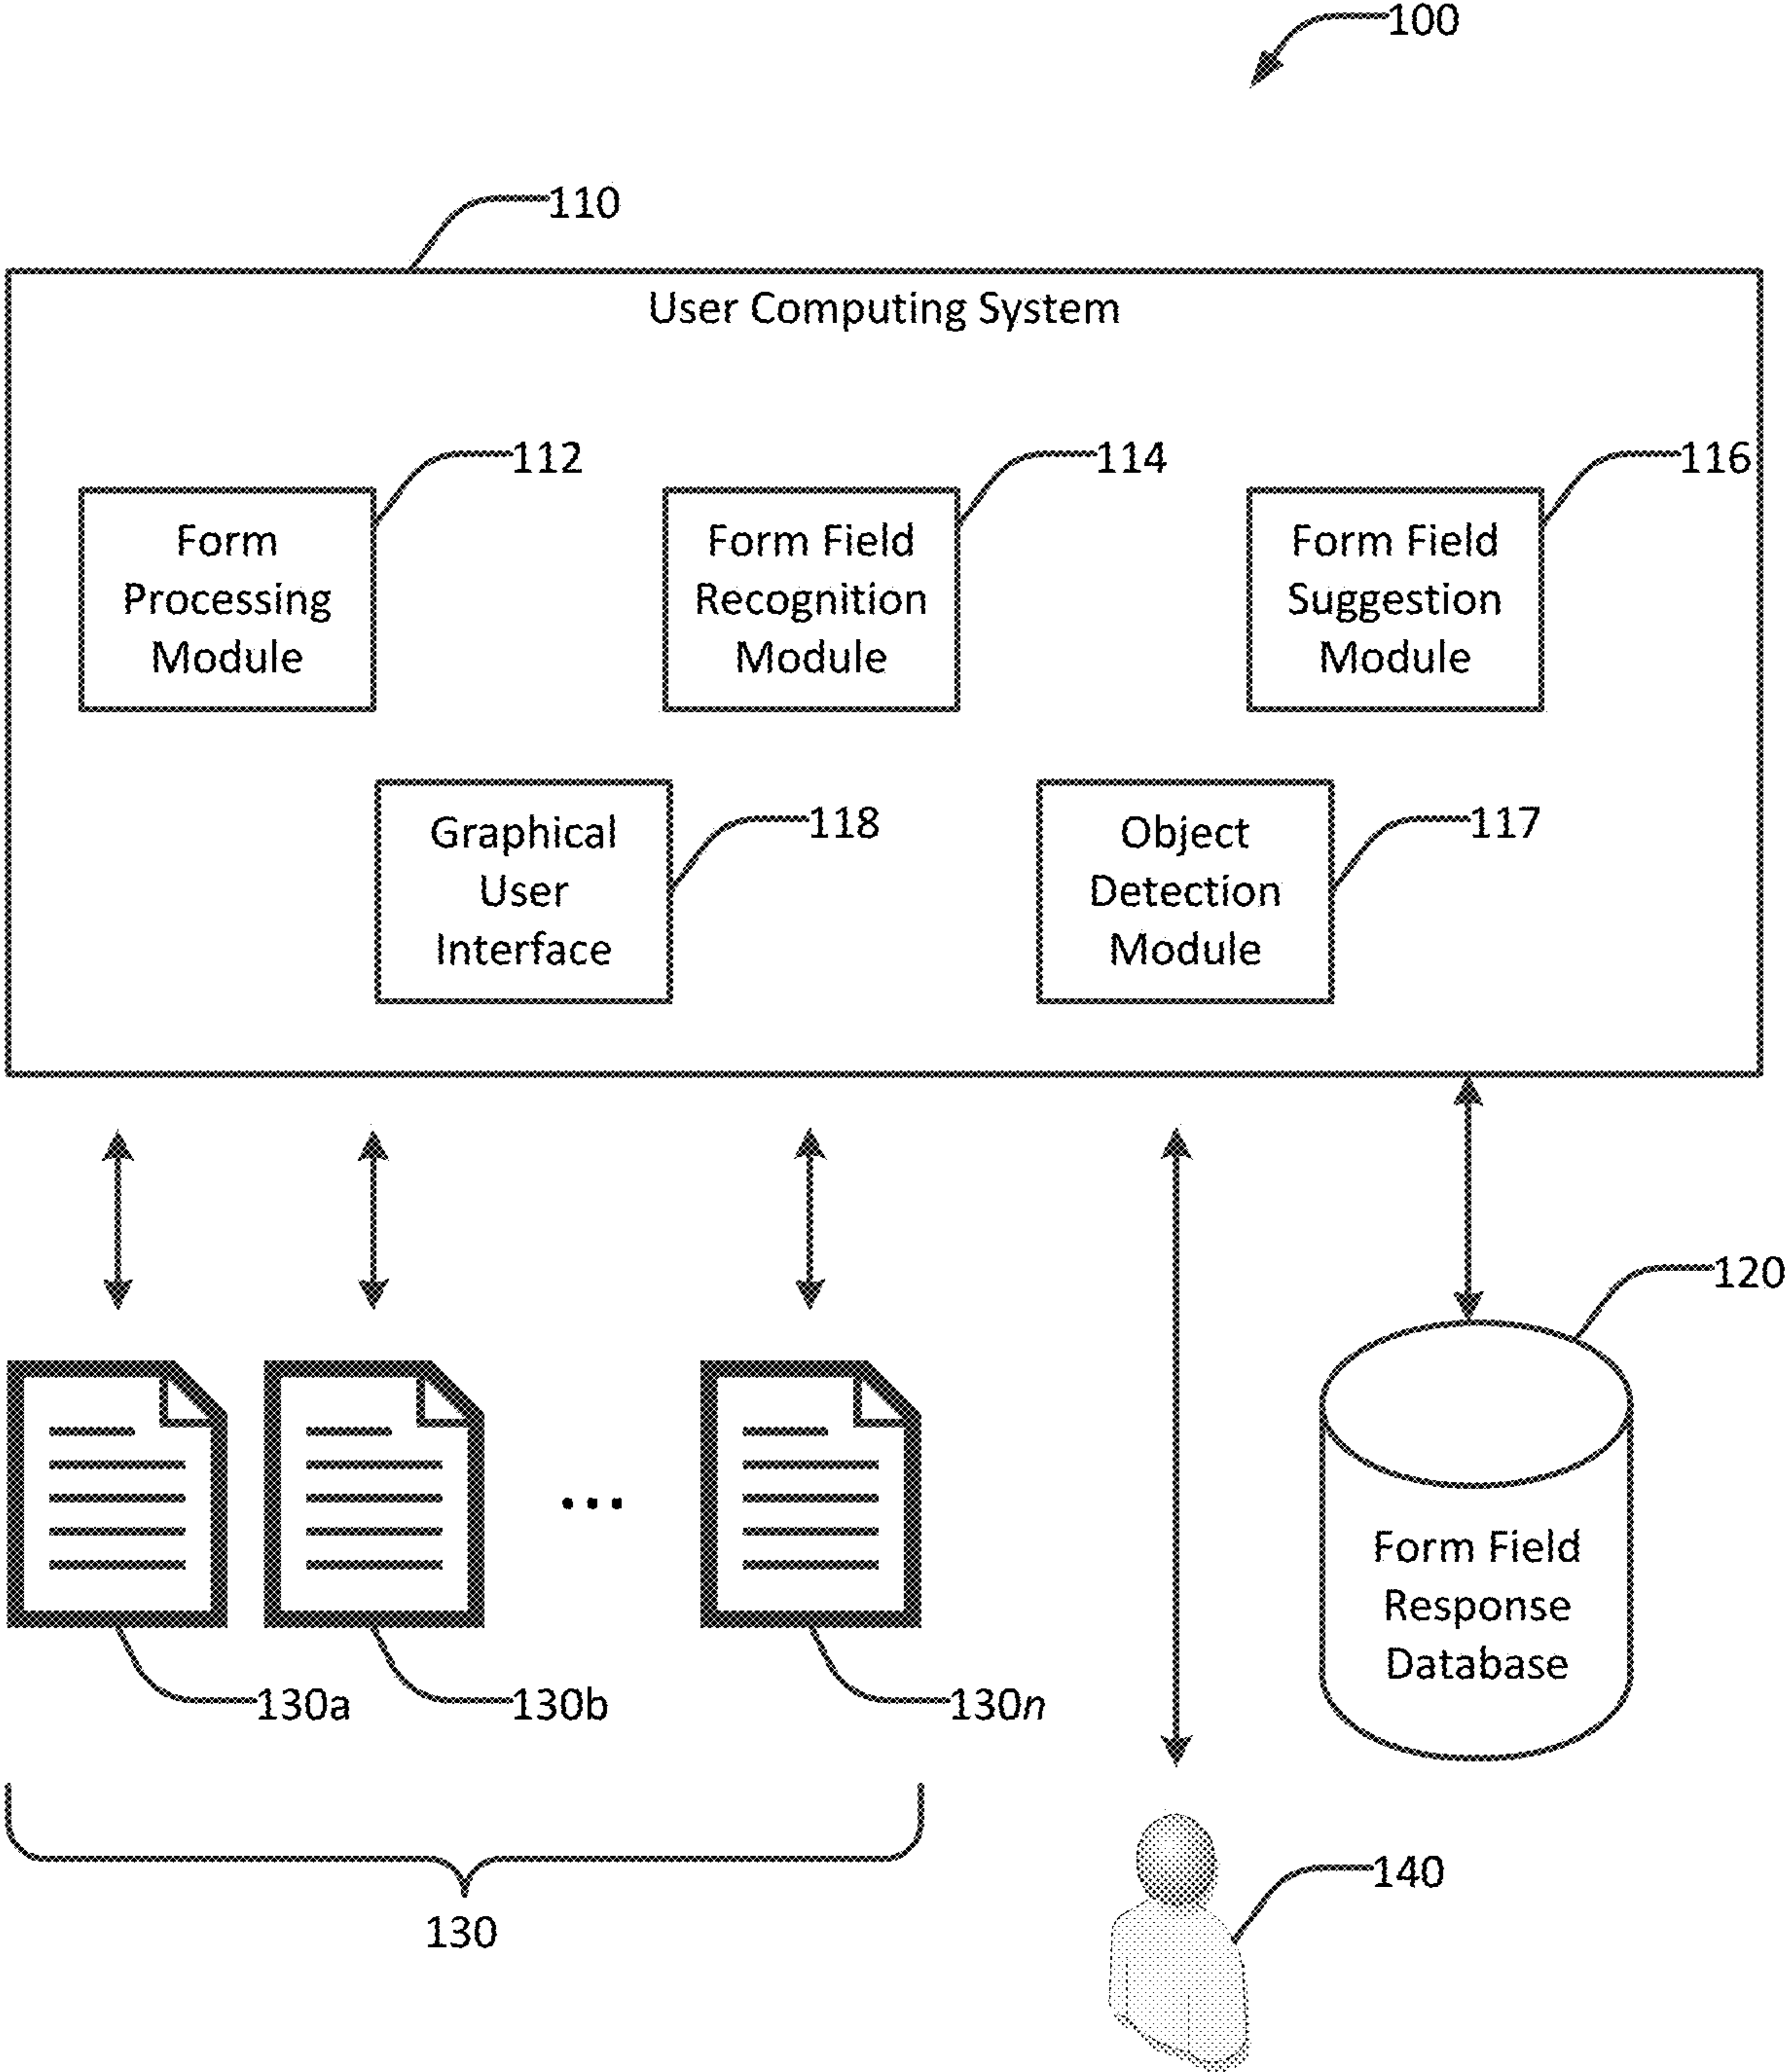 100
110
User Computing System
112
114
116
Form
Processing
Module
Form Field
Recognition
Module
Form Field
Suggestion
Module
118
117
Graphical
User
Interface
Object
Detection
Module
120
Form Field
Response
Database
130a
130b
...
130n
130
140